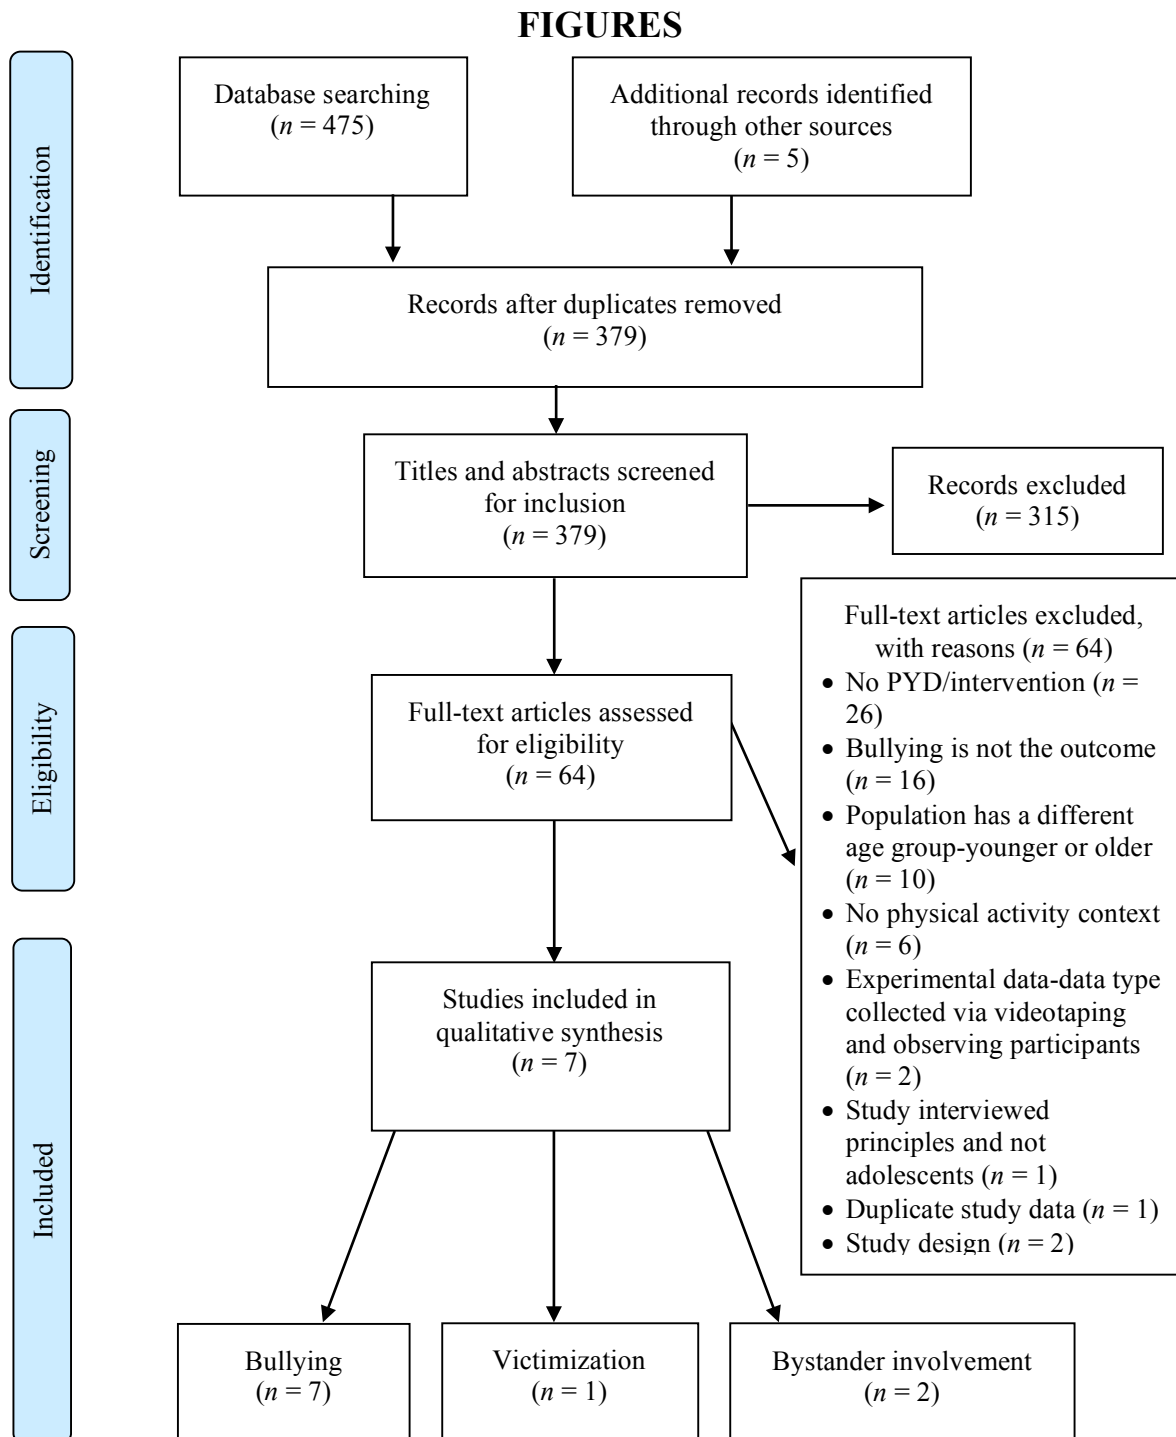 FIGURES
Identification
Database searching
(n = 475)
Additional records identified
through other sources
(n = 5)
Records after duplicates removed
(n = 379)
Screening
Titles and abstracts screened
for inclusion
(n = 379)
Records excluded
(n = 315)
Eligibility
Full-text articles assessed
for eligibility
(n = 64)
Full-text articles excluded,
with reasons (n = 64)
• No PYD/intervention (n =
26)
• Bullying is not the outcome
(n = 16)
• Population has a different
age group-younger or older
(n = 10)
• No physical activity context
(n = 6)
• Experimental data-data type
collected via videotaping
and observing participants
(n = 2)
• Study interviewed
principles and not
adolescents (n = 1)
• Duplicate study data (n = 1)
• Study design (n = 2)
Included
Studies included in
qualitative synthesis
(n = 7)
Bullying
(n = 7)
Victimization
(n = 1)
Bystander involvement
(n = 2)